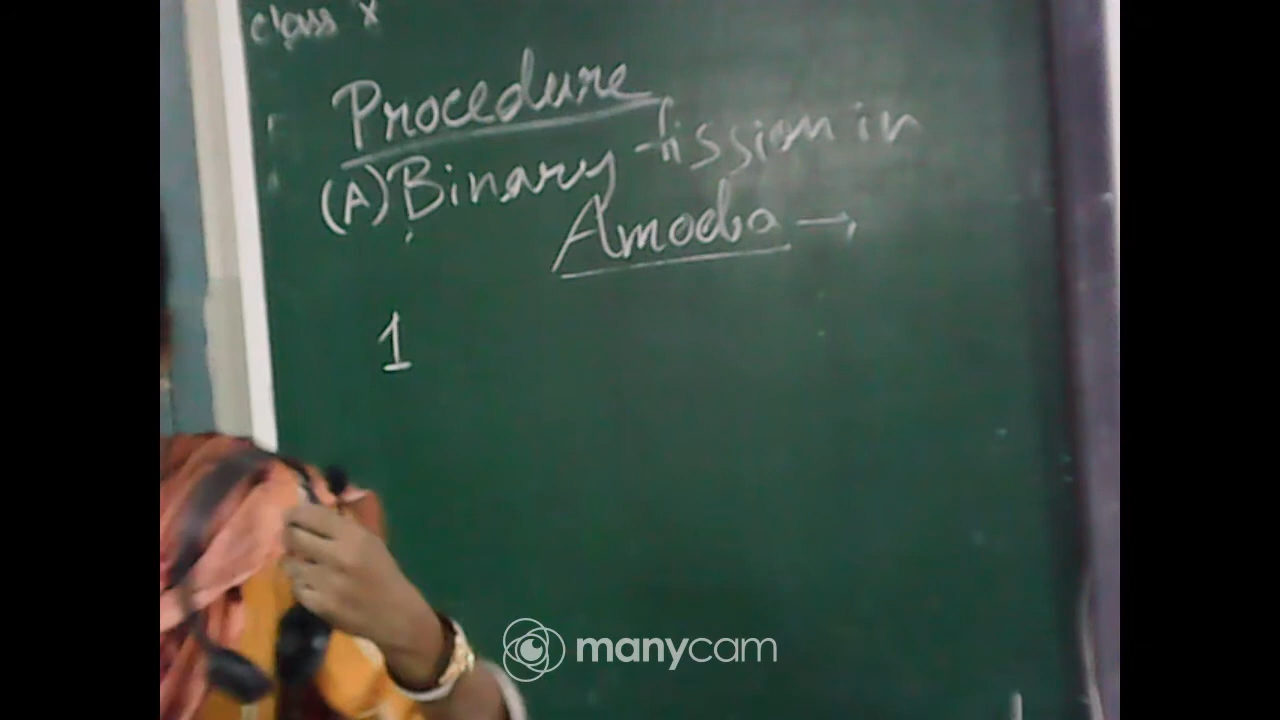 class X
Procedure
(A) Binary fission in
Amoeba →
1
manycam